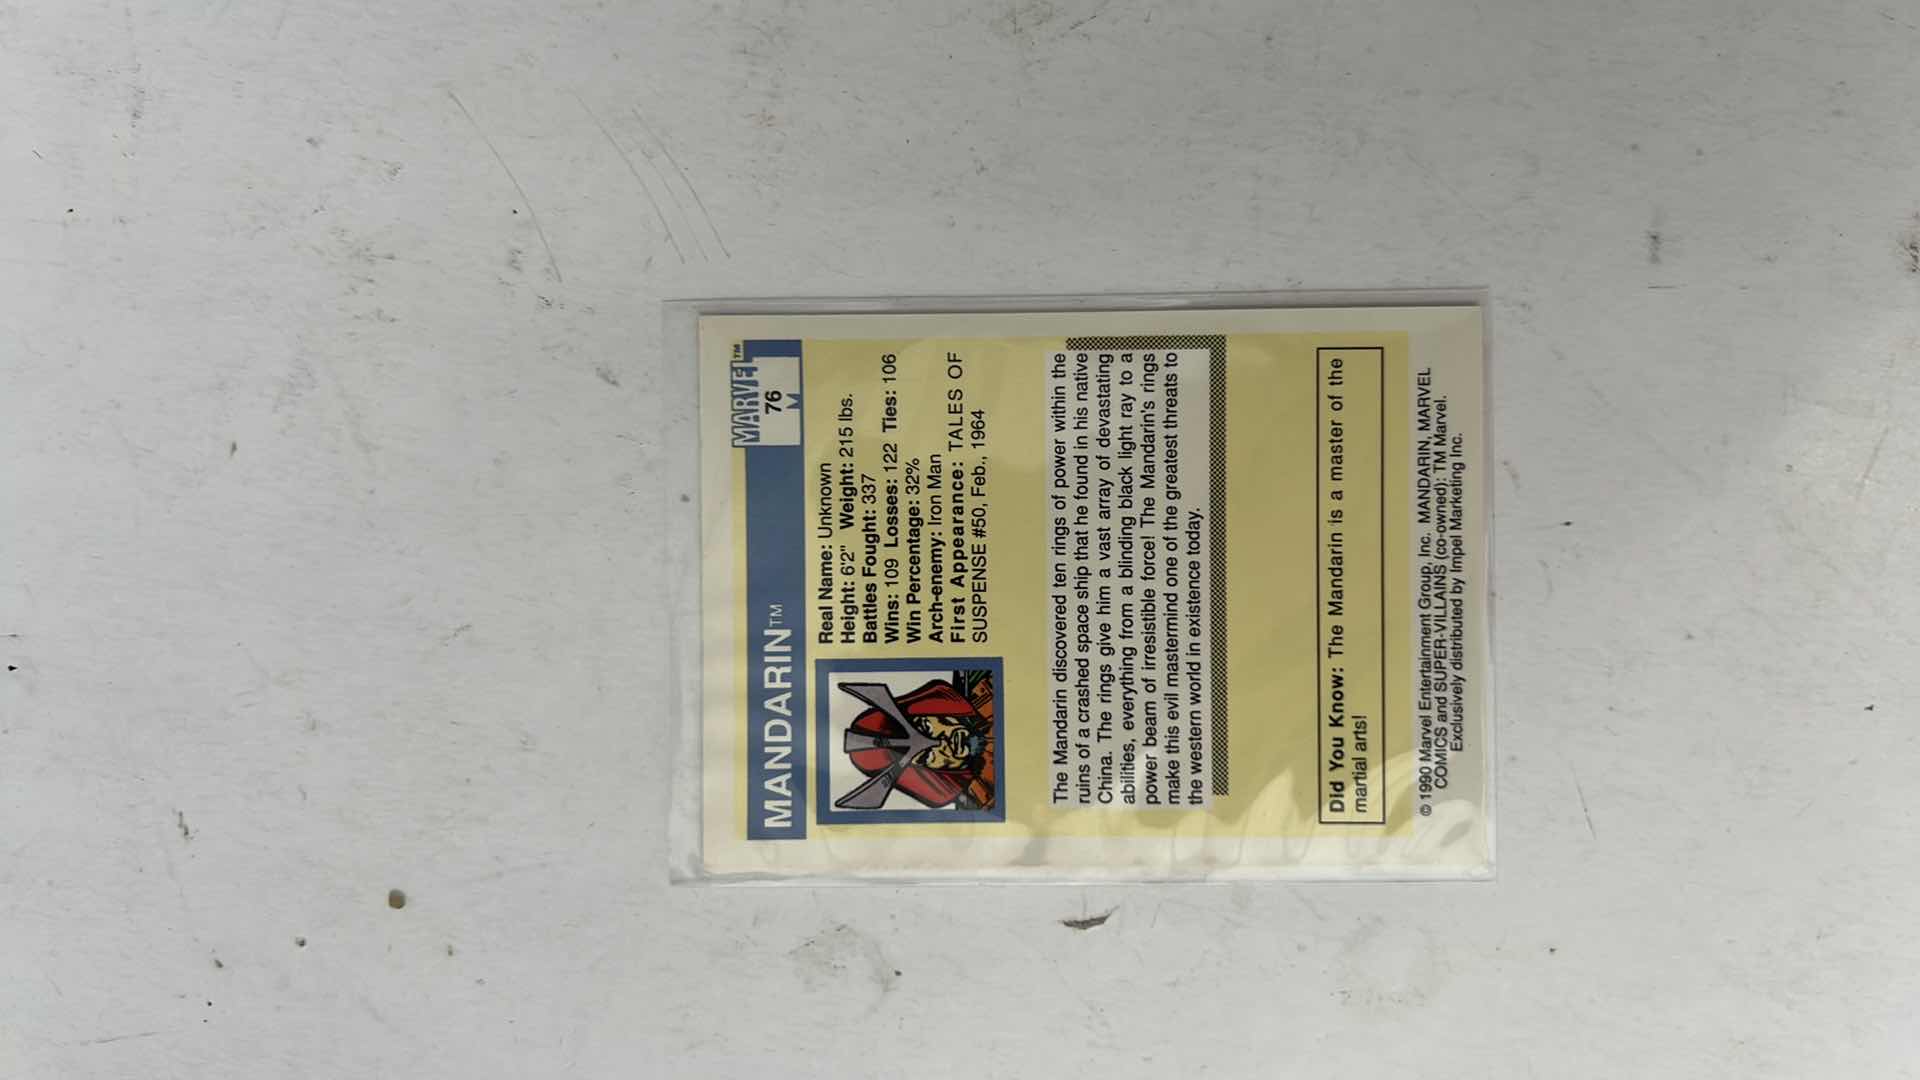 MARVEL™
76
M
MANDARIN™
Real Name: Unknown
Height: 6'2" Weight: 215 lbs.
Battles Fought: 337
Wins: 109 Losses: 122 Ties: 106
Win Percentage: 32%
Arch-enemy: Iron Man
First Appearance: TALES OF
SUSPENSE #50, Feb., 1964
The Mandarin discovered ten rings of power within the
ruins of a crashed space ship that he found in his native
China. The rings give him a vast array of devastating
abilities, everything from a blinding black light ray to a
power beam of irresistible force! The Mandarin's rings
make this evil mastermind one of the greatest threats to
the western world in existence today.
Did You Know: The Mandarin is a master of the
martial arts!
© 1990 Marvel Entertainment Group, Inc. MANDARIN, MARVEL
COMICS and SUPER-VILLAINS (co-owned): TM Marvel.
Exclusively distributed by Impel Marketing Inc.